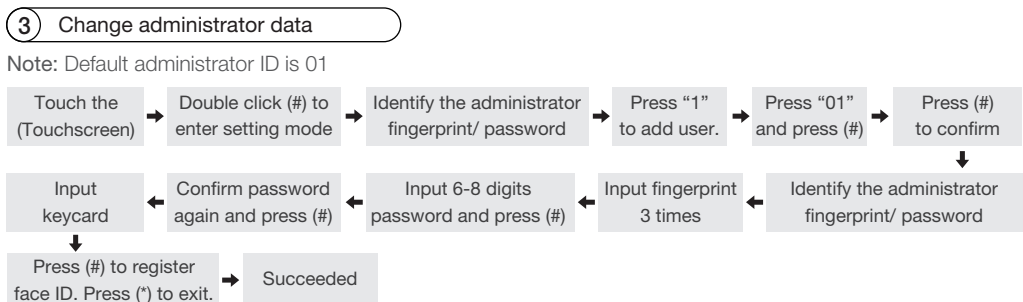 3 Change administrator data
Note: Default administrator ID is 01
Touch the
(Touchscreen)
Double click (#) to
enter setting mode
Identify the administrator
fingerprint/ password
Press “1”
to add user.
Press “01”
and press (#)
Press (#)
to confirm
Identify the administrator
fingerprint/ password
Input fingerprint
3 times
Input 6-8 digits
password and press (#)
Confirm password
again and press (#)
Input
keycard
Press (#) to register
face ID. Press (*) to exit.
Succeeded